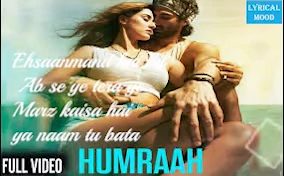 LYRICAL
MOOD
Ehsaanmand
Ab se ye tera
Marz kaisa hai
ya naam tu bata
FULL VIDEO
HUMRAAH